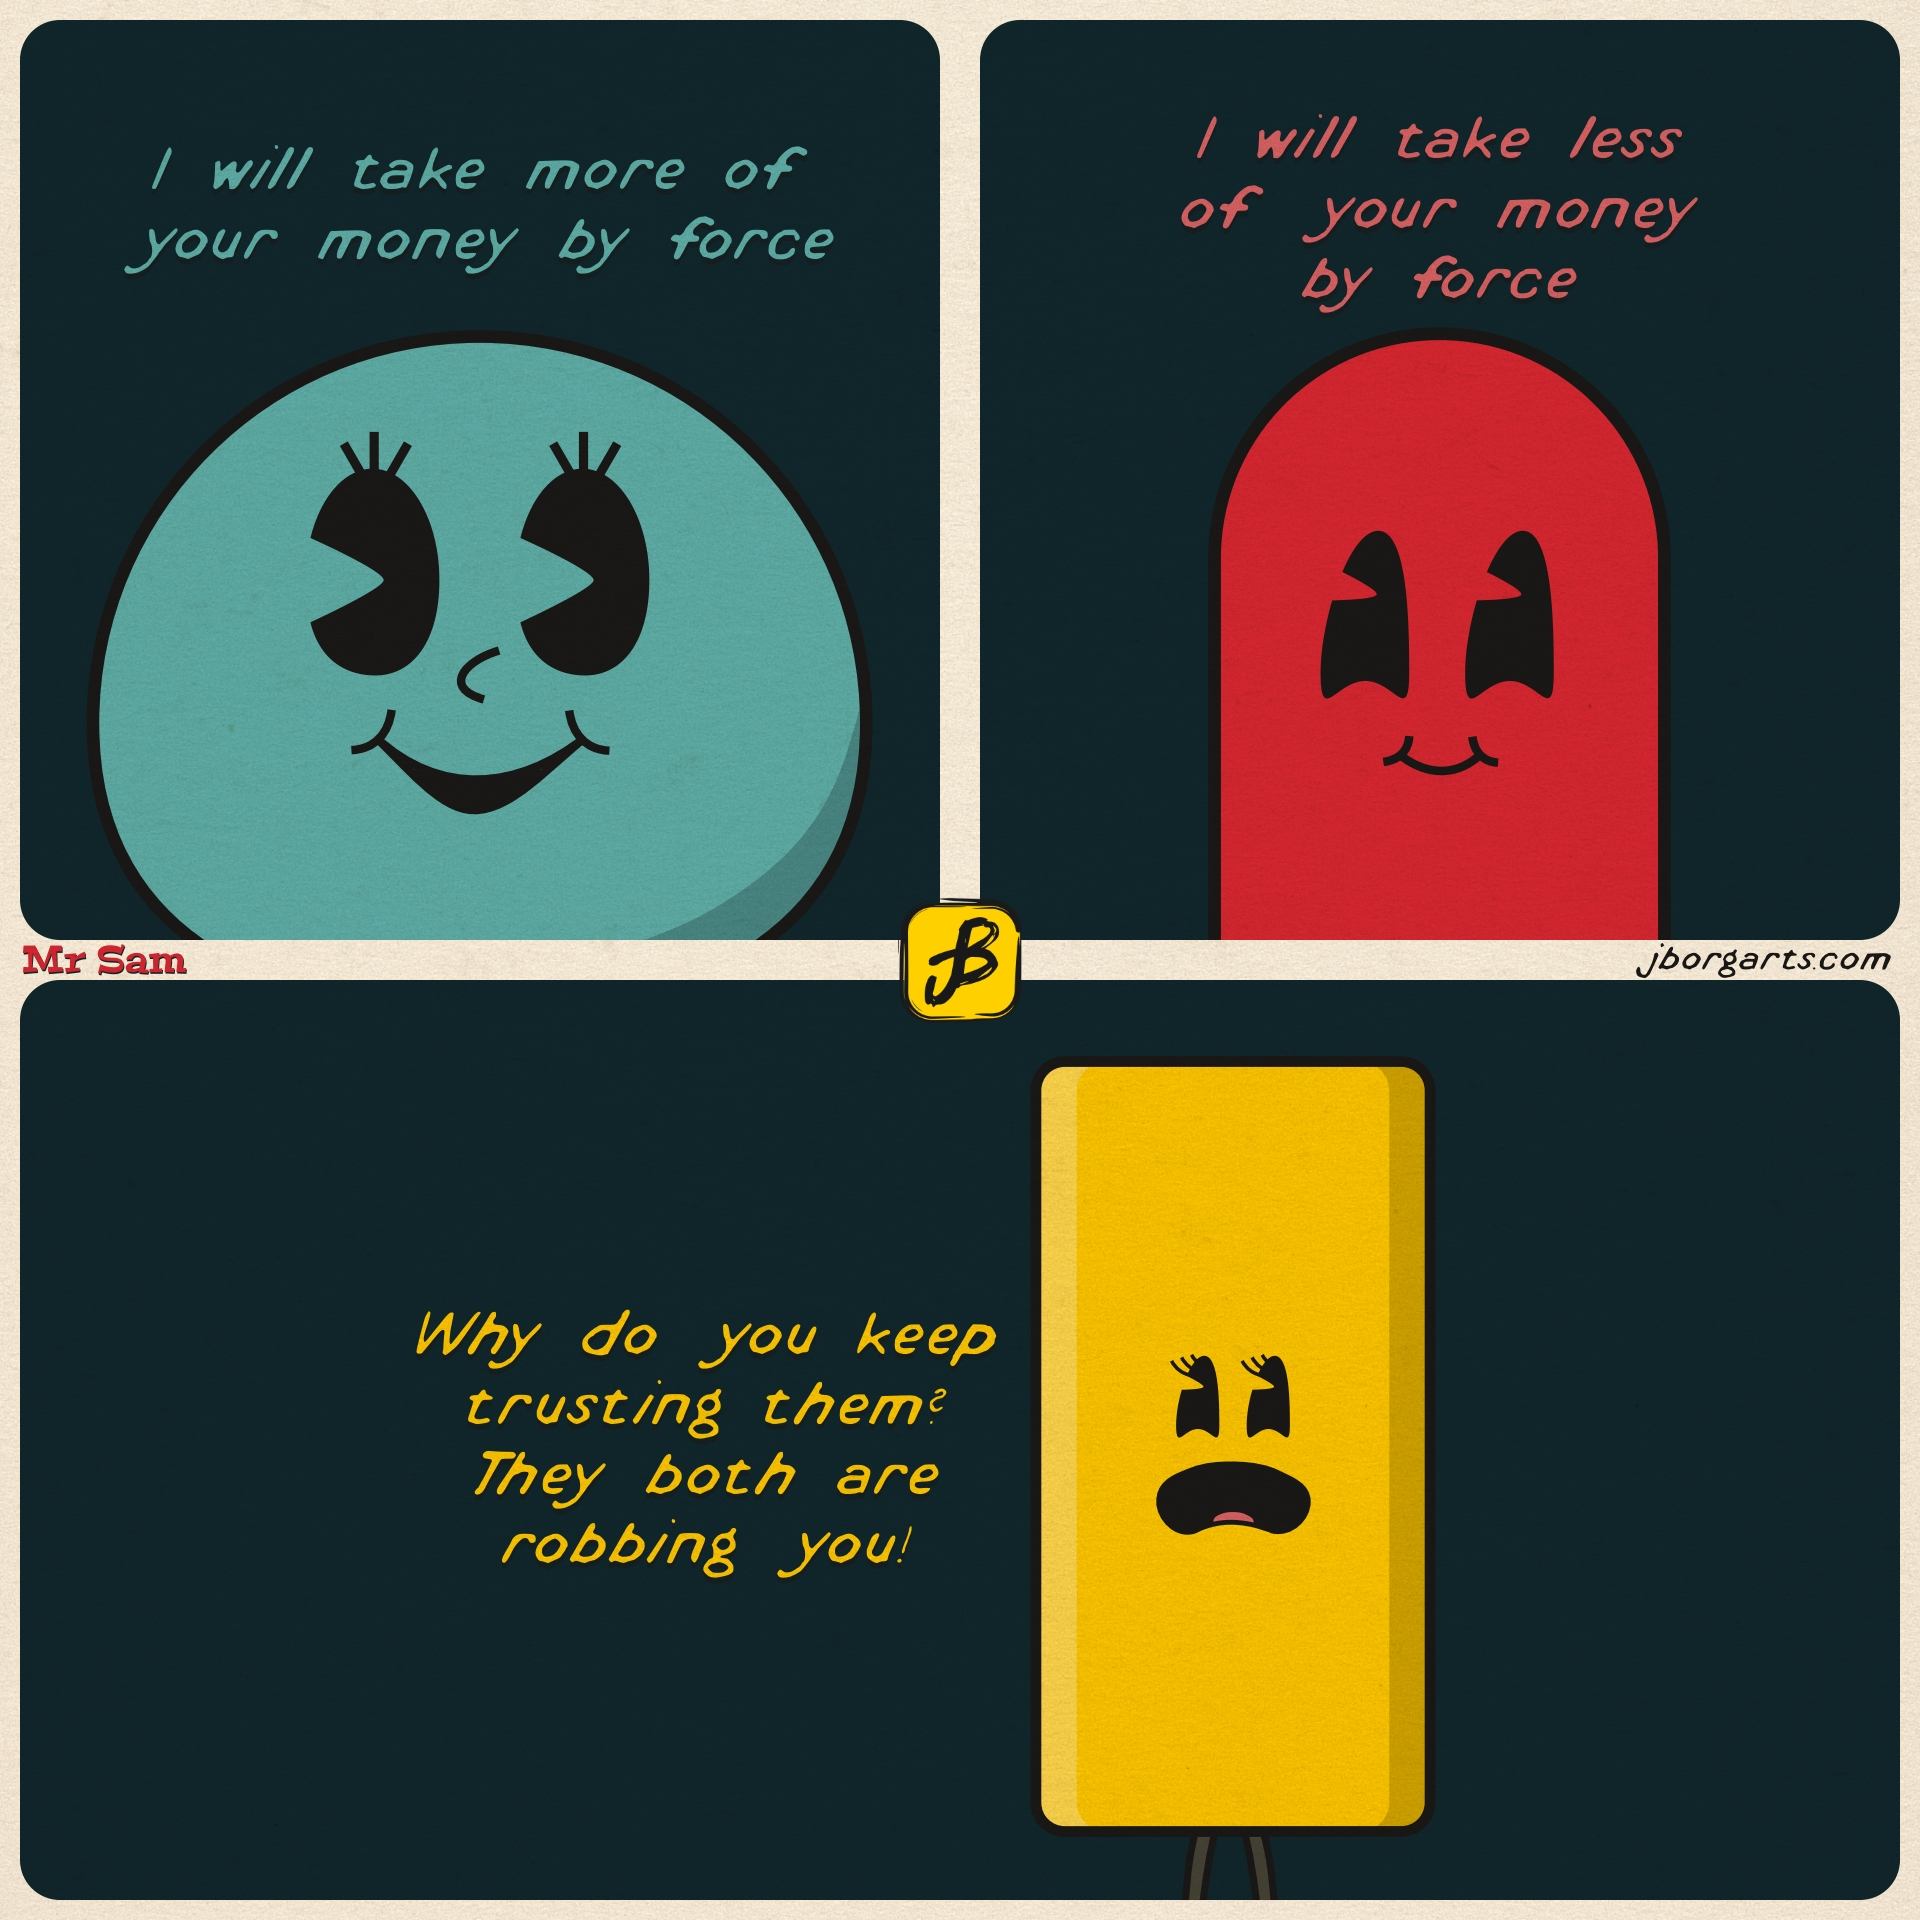 I will take more of
your money by force
I will take less
of your money
by force
Mr Sam
JB
jborgarts.com
Why do you keep
trusting them?
They both are
robbing you!